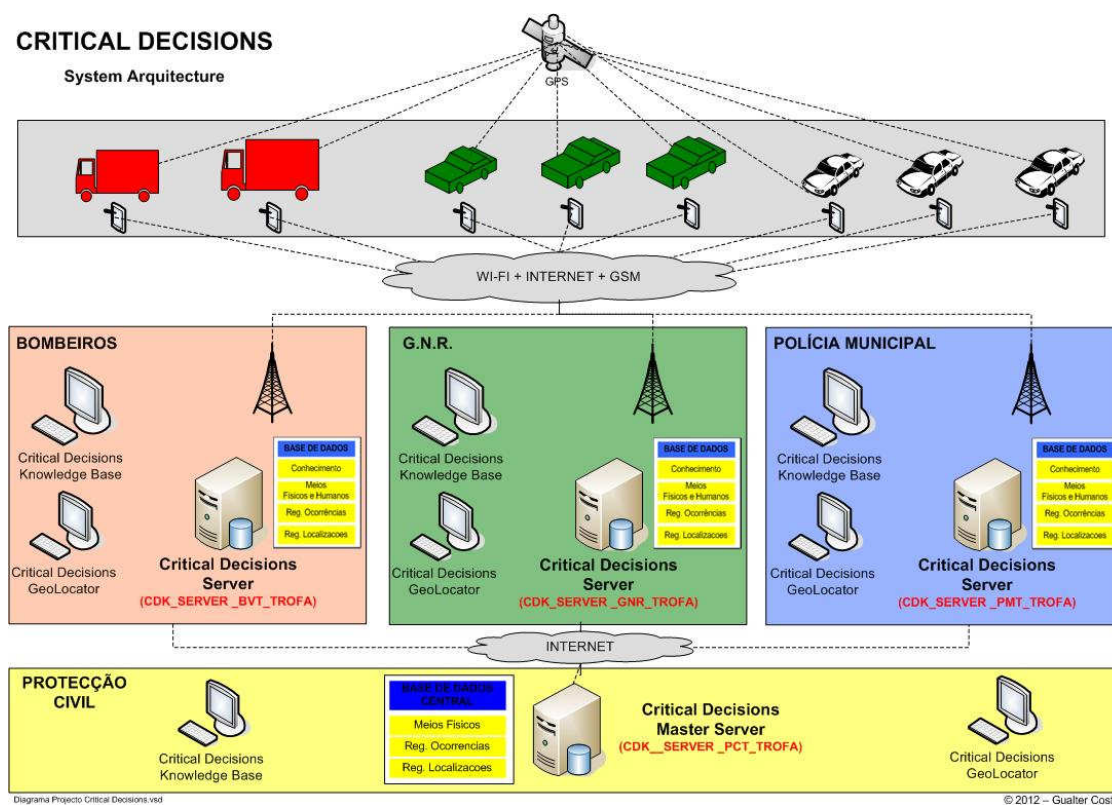 CRITICAL DECISIONS
System Arquitecture
GPS
WI-FI + INTERNET + GSM
BOMBEIROS
Critical Decisions
Knowledge Base
Critical Decisions
GeoLocator
BASE DE DADOS
Conhecimento
Meios
Físicos e Humanos
Reg. Ocorrências
Reg. Localizacoes
Critical Decisions
Server
(CDK_SERVER _BVT_TROFA)
G.N.R.
Critical Decisions
Knowledge Base
Critical Decisions
GeoLocator
BASE DE DADOS
Conhecimento
Meios
Físicos e Humanos
Reg. Ocorrências
Reg. Localizacoes
Critical Decisions
Server
(CDK_SERVER _GNR_TROFA)
POLÍCIA MUNICIPAL
Critical Decisions
Knowledge Base
Critical Decisions
GeoLocator
BASE DE DADOS
Conhecimento
Meios
Físicos e Humanos
Reg. Ocorrências
Reg. Localizacoes
Critical Decisions
Server
(CDK_SERVER _PMT_TROFA)
INTERNET
PROTECÇÃO
CIVIL
Critical Decisions
Knowledge Base
BASE DE DADOS
CENTRAL
Meios Físicos
Reg. Ocorrencias
Reg. Localizacoes
Critical Decisions
Master Server
(CDK__SERVER _PCT_TROFA)
Critical Decisions
GeoLocator
Diagrama Projecto Critical Decisions.vsd
© 2012 – Gualter Cost